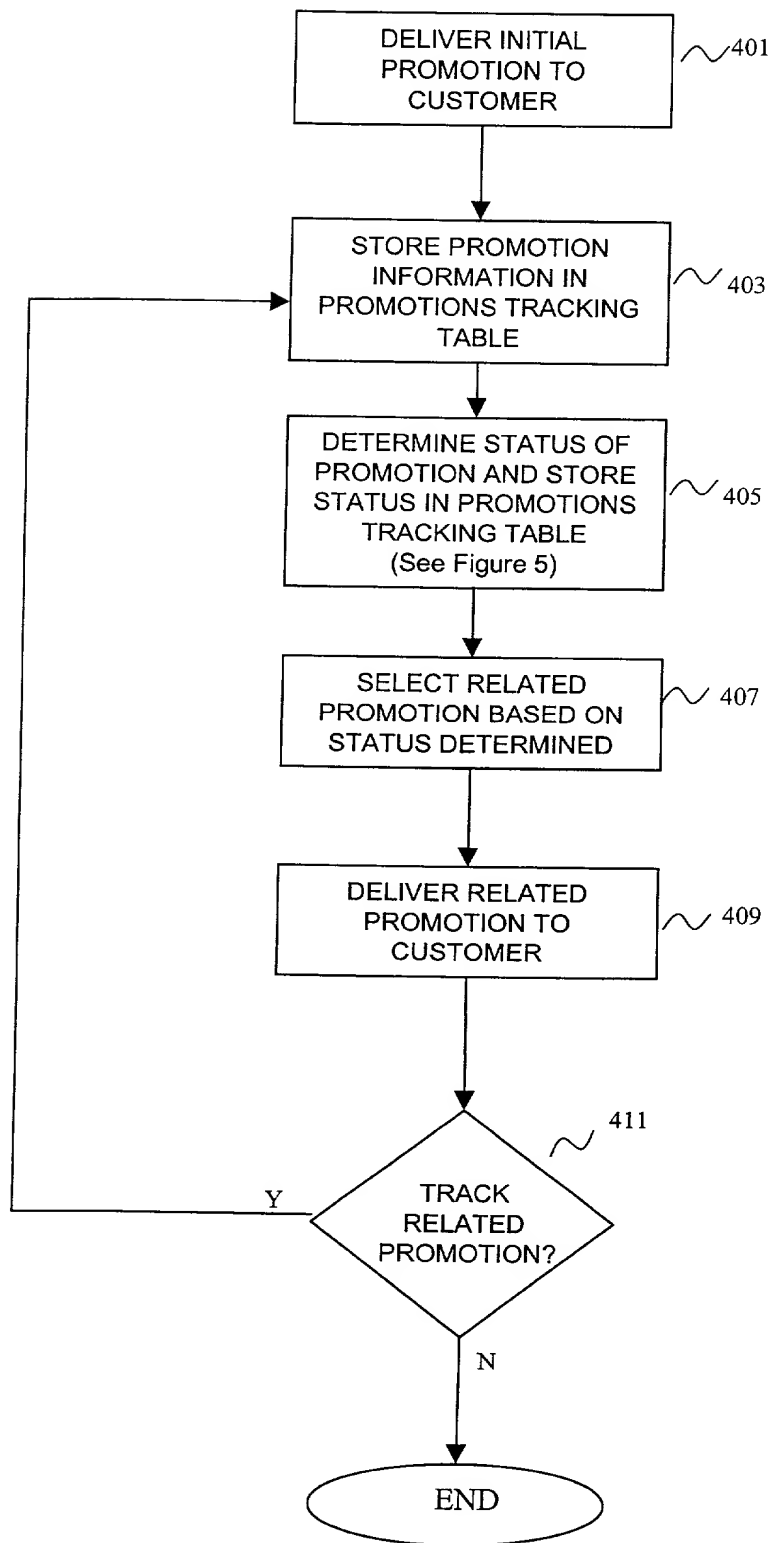 DELIVER INITIAL
PROMOTION TO
CUSTOMER
401
STORE PROMOTION
INFORMATION IN
PROMOTIONS TRACKING
TABLE
403
DETERMINE STATUS OF
PROMOTION AND STORE
STATUS IN PROMOTIONS
TRACKING TABLE
(See Figure 5)
405
SELECT RELATED
PROMOTION BASED ON
STATUS DETERMINED
407
DELIVER RELATED
PROMOTION TO
CUSTOMER
409
411
TRACK
RELATED
PROMOTION?
Y
N
END